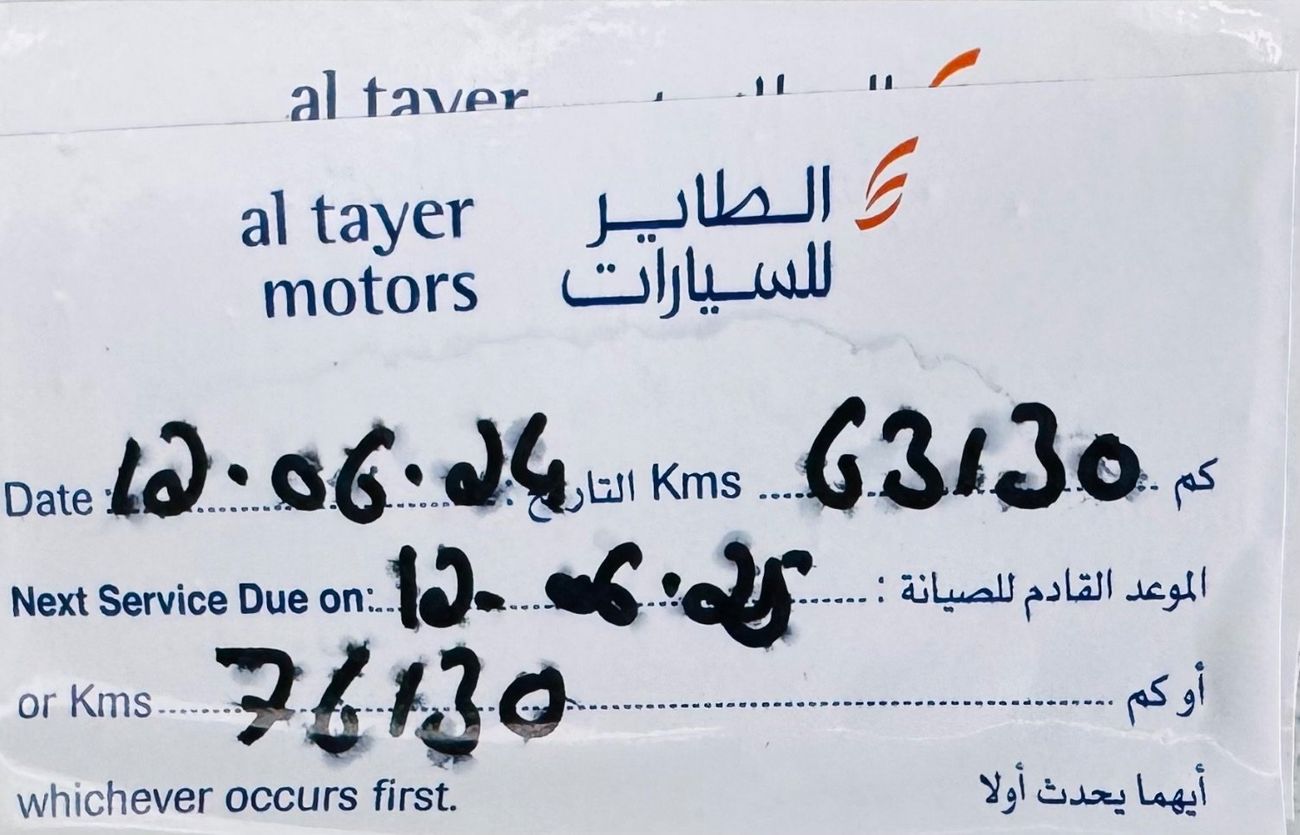 al tayer
al tayer الطاير
motors للسيارات
Date : 12.06.24 التاريخ : Kms 63130 كم
Next Service Due on: 12-06.25 الموعد القادم للصيانة :
or Kms 76130 أو كم
whichever occurs first. أيهما يحدث أولا